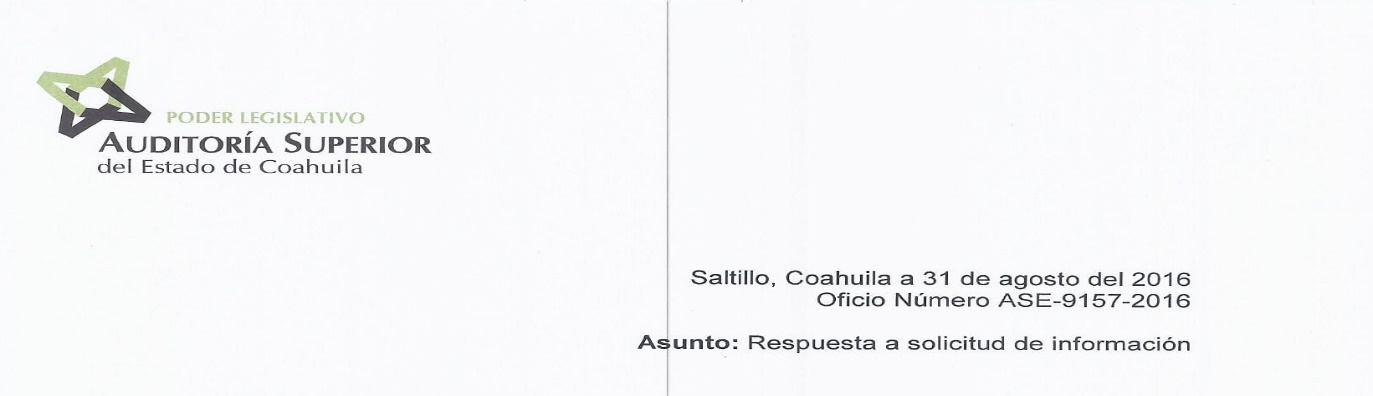 PODER LEGISLATIVO
AUDITORÍA SUPERIOR
del Estado de Coahuila
Saltillo, Coahuila a 31 de agosto del 2016
Oficio Número ASE-9157-2016
Asunto: Respuesta a solicitud de información